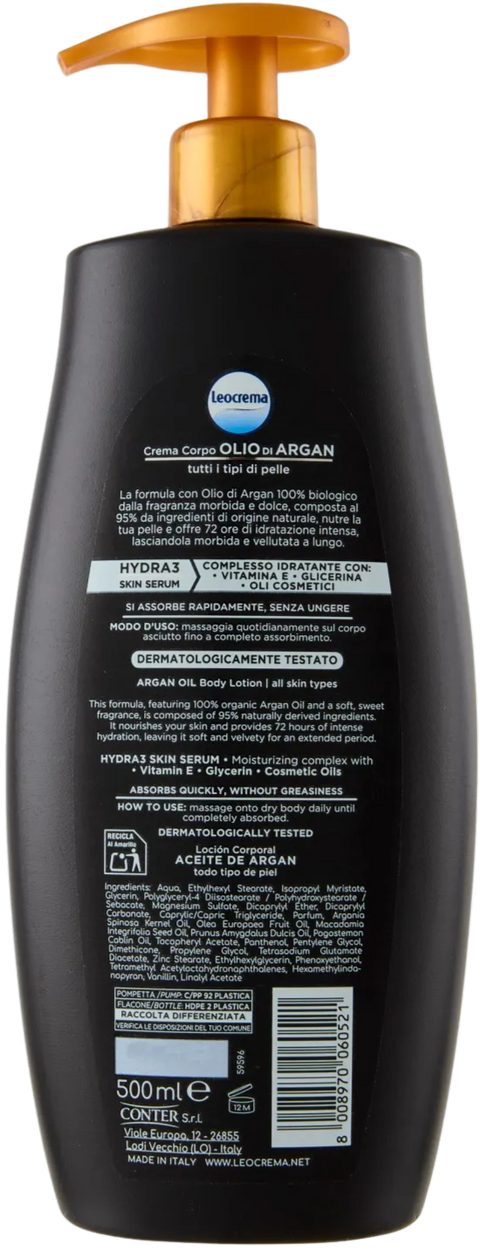 Leocrema
Crema Corpo OLIO DI ARGAN
tutti i tipi di pelle
La formula con Olio di Argan 100% biologico
dalla fragranza morbida e dolce, composta al
95% da ingredienti di origine naturale, nutre la
tua pelle e offre 72 ore di idratazione intensa,
lasciandola morbida e vellutata a lungo.
HYDRA3
SKIN SERUM
COMPLESSO IDRATANTE CON:
• VITAMINA E • GLICERINA
• OLI COSMETICI
SI ASSORBE RAPIDAMENTE, SENZA UNGERE
MODO D'USO: massaggia quotidianamente sul corpo
asciutto fino a completo assorbimento.
DERMATOLOGICAMENTE TESTATO
ARGAN OIL Body Lotion | all skin types
This formula, featuring 100% organic Argan Oil and a soft, sweet
fragrance, is composed of 95% naturally derived ingredients.
It nourishes your skin and provides 72 hours of intense
hydration, leaving it soft and velvety for an extended period.
HYDRA3 SKIN SERUM • Moisturizing complex with
• Vitamin E • Glycerin • Cosmetic Oils
ABSORBS QUICKLY, WITHOUT GREASINESS
HOW TO USE: massage onto dry body daily until
completely absorbed.
DERMATOLOGICALLY TESTED
RECICLA
Al Amarillo
Loción Corporal
ACEITE DE ARGAN
todo tipo de piel
Ingredients: Aqua, Ethylhexyl Stearate, Isopropyl Myristate,
Glycerin, Polyglyceryl-4 Diisostearate / Polyhydroxystearate /
Sebacate, Magnesium Sulfate, Dicaprylyl Ether, Dicaprylyl
Carbonate, Caprylic/Capric Triglyceride, Parfum, Argania
Spinosa Kernel Oil, Olea Europaea Fruit Oil, Macadamia
Integrifolia Seed Oil, Prunus Amygdalus Dulcis Oil, Pogostemon
Cablin Oil, Tocopheryl Acetate, Panthenol, Pentylene Glycol,
Dimethicone, Propylene Glycol, Tetrasodium Glutamate
Diacetate, Zinc Stearate, Ethylhexylglycerin, Phenoxyethanol,
Tetramethyl Acetyloctahydronaphthalenes, Hexamethylinda-
nopyran, Vanillin, Linalyl Acetate
POMPETTA/PUMP: C/PP 92 PLASTICA
FLACONE/BOTTLE: HDPE 2 PLASTICA
RACCOLTA DIFFERENZIATA
VERIFICA LE DISPOSIZIONI DEL TUO COMUNE
59596
500ml e
12M
CONTER S.r.l.
Viale Europa, 12 - 26855
Lodi Vecchio (LO) - Italy
MADE IN ITALY WWW.LEOCREMA.NET
8 008970 060521